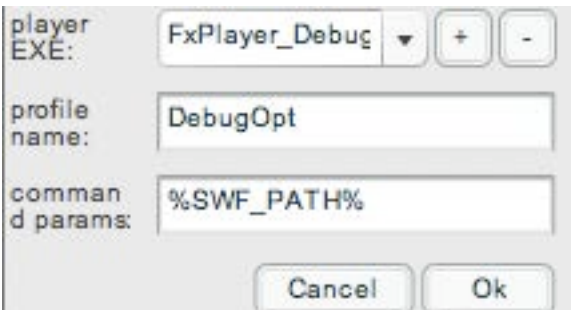 player
EXE:
FxPlayer_Debug
+
-
profile
name:
DebugOpt
comman
d params:
%SWF_PATH%
Cancel
Ok